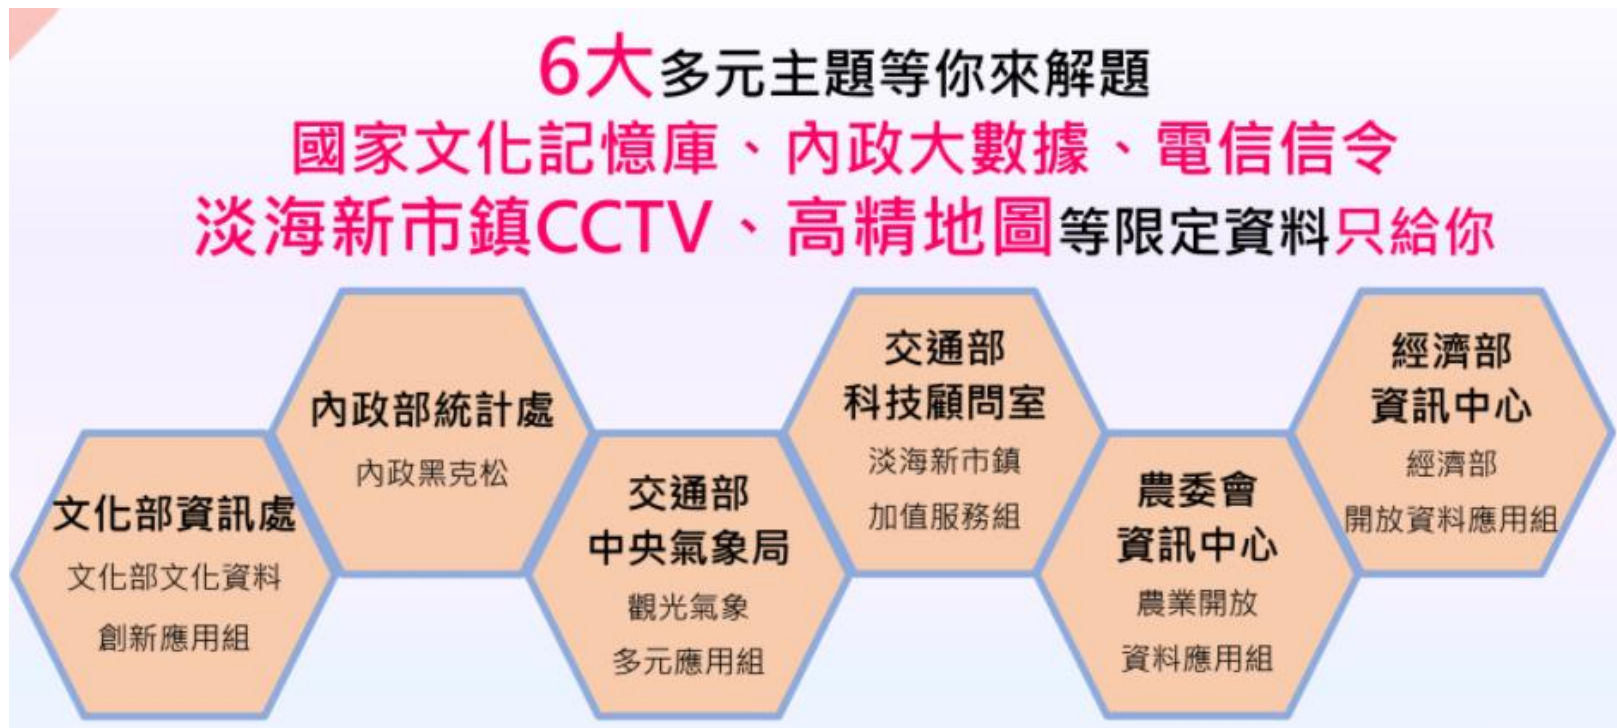 6大多元主題等你來解題
國家文化記憶庫、內政大數據、電信信令
淡海新市鎮CCTV、高精地圖等限定資料只給你
文化部資訊處
文化部文化資料
創新應用組
內政部統計處
內政黑克松
交通部
中央氣象局
觀光氣象
多元應用組
交通部
科技顧問室
淡海新市鎮
加值服務組
農委會
資訊中心
農業開放
資料應用組
經濟部
資訊中心
經濟部
開放資料應用組